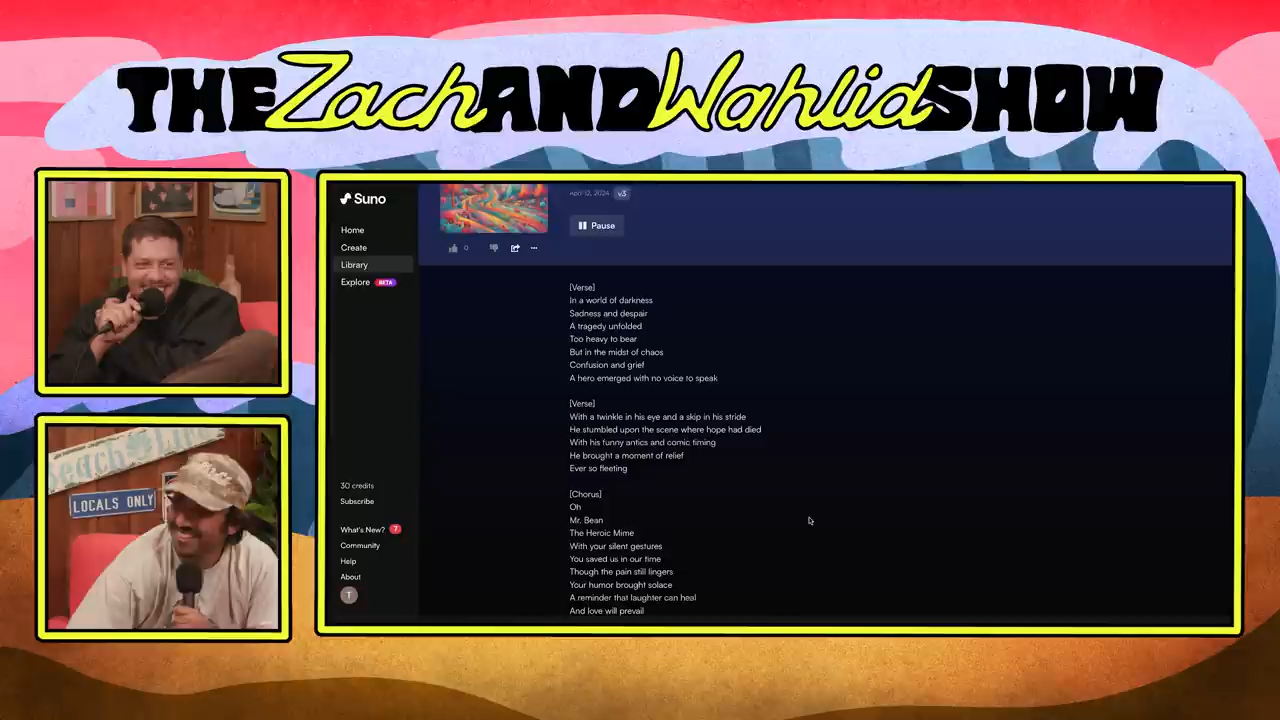 THE Zach AND Wahlid SHOW
Suno
Home
Create
Library
Explore BETA
30 credits
Subscribe
What's New? 7
Community
Help
About
T
April 12, 2024 v3
Pause
0
[Verse]
In a world of darkness
Sadness and despair
A tragedy unfolded
Too heavy to bear
But in the midst of chaos
Confusion and grief
A hero emerged with no voice to speak
[Verse]
With a twinkle in his eye and a skip in his stride
He stumbled upon the scene where hope had died
With his funny antics and comic timing
He brought a moment of relief
Ever so fleeting
[Chorus]
Oh
Mr. Bean
The Heroic Mime
With your silent gestures
You saved us in our time
Though the pain still lingers
Your humor brought solace
A reminder that laughter can heal
And love will prevail
LOCALS ONLY